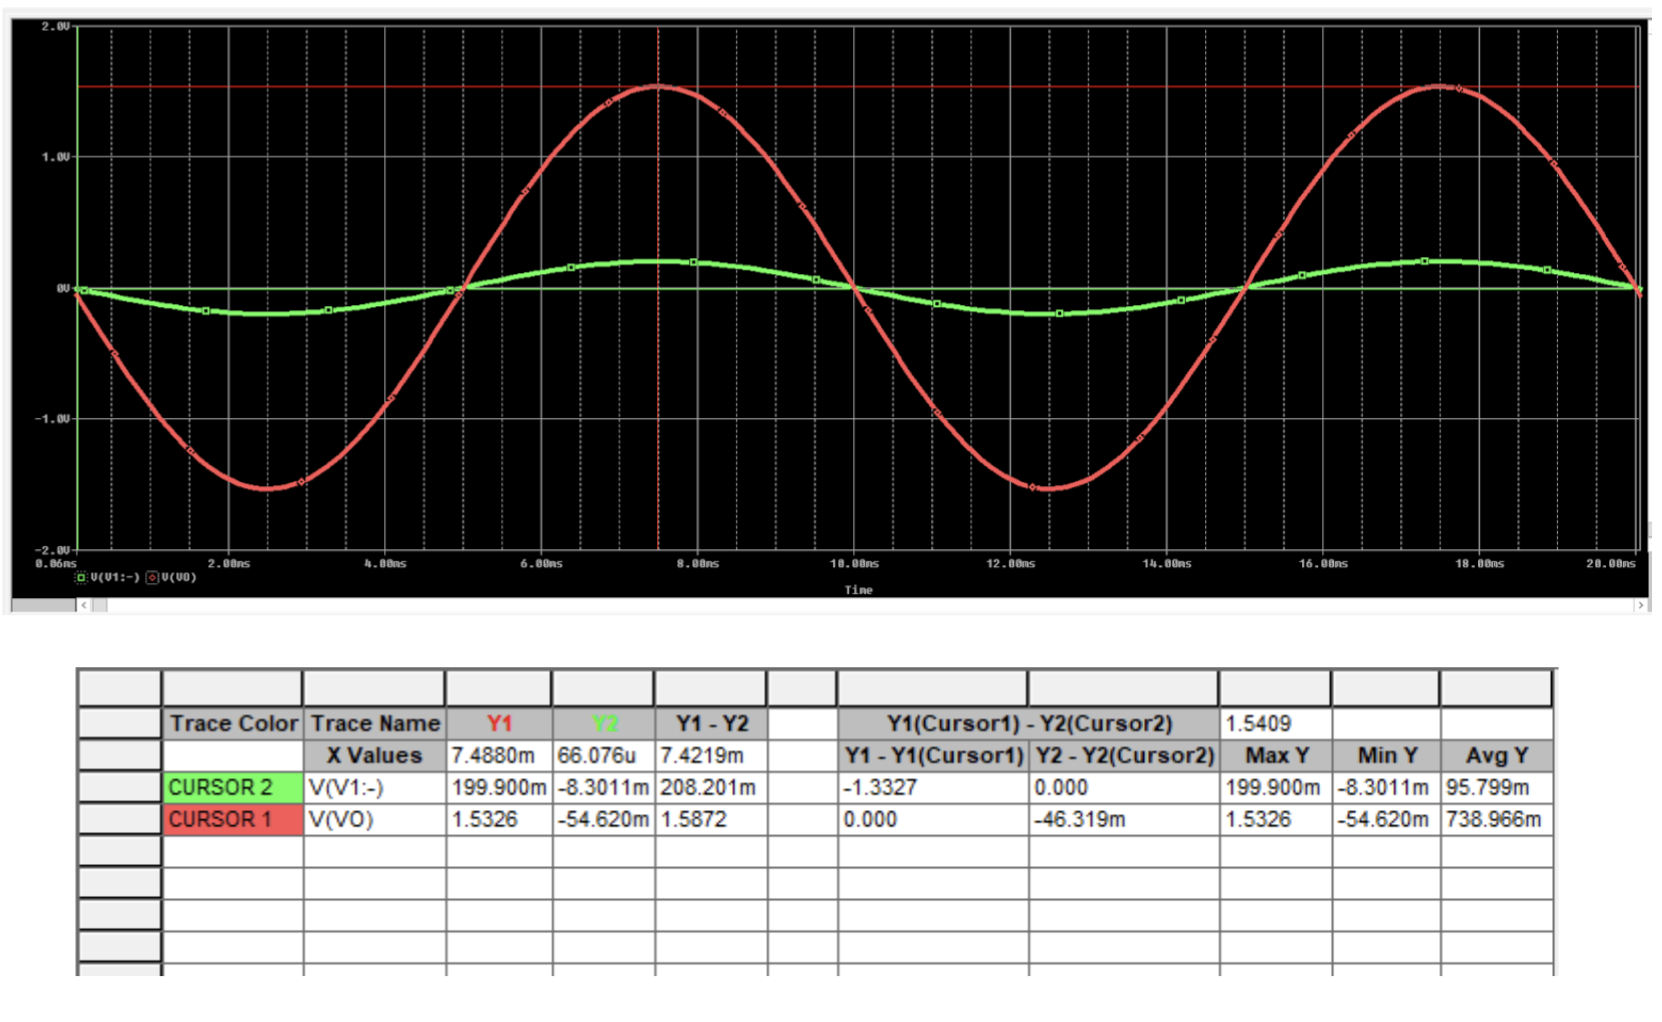 2.0V
1.0V
0V
-1.0V
-2.0V
0.06ms 2.00ms 4.00ms 6.00ms 8.00ms 10.00ms 12.00ms 14.00ms 16.00ms 18.00ms 20.00ms
V(V1:-) V(VO)
Time
Trace Color Trace Name Y1 Y2 Y1 - Y2 Y1(Cursor1) - Y2(Cursor2) 1.5409
X Values 7.4880m 66.076u 7.4219m Y1 - Y1(Cursor1) Y2 - Y2(Cursor2) Max Y Min Y Avg Y
CURSOR 2 V(V1:-) 199.900m -8.3011m 208.201m -1.3327 0.000 199.900m -8.3011m 95.799m
CURSOR 1 V(VO) 1.5326 -54.620m 1.5872 0.000 -46.319m 1.5326 -54.620m 738.966m